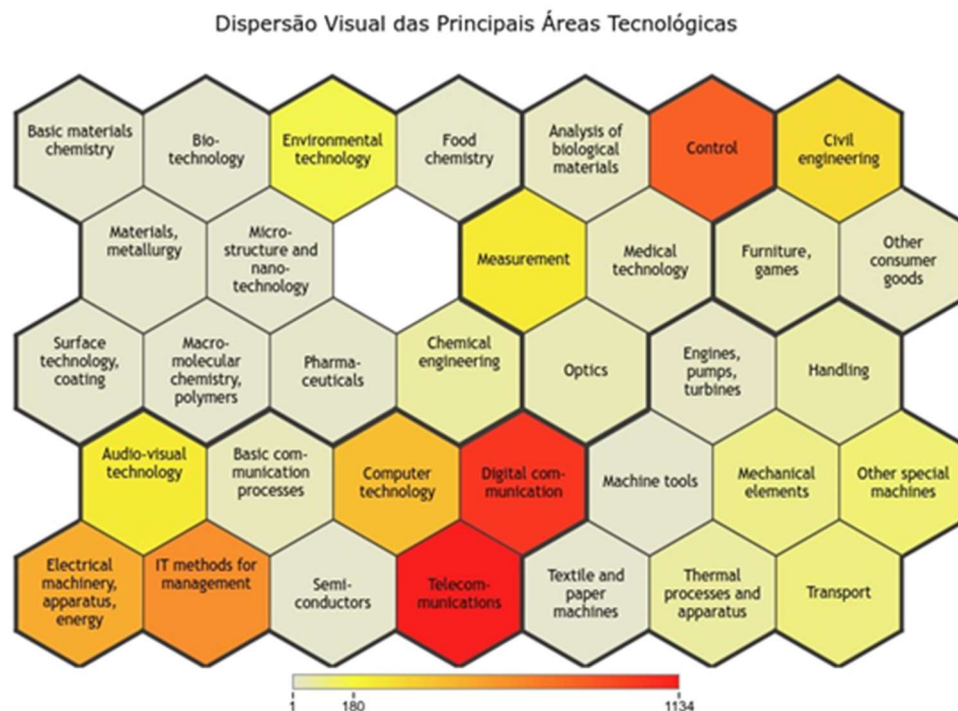 Dispersão Visual das Principais Áreas Tecnológicas
Basic materials
chemistry
Bio-
technology
Environmental
technology
Food
chemistry
Analysis of
biological
materials
Control
Civil
engineering
Materials,
metallurgy
Micro-
structure and
nano-
technology
Measurement
Medical
technology
Furniture,
games
Other
consumer
goods
Surface
technology,
coating
Macro-
molecular
chemistry,
polymers
Pharma-
ceuticals
Chemical
engineering
Optics
Engines,
pumps,
turbines
Handling
Audio-visual
technology
Basic com-
munication
processes
Computer
technology
Digital com-
munication
Machine tools
Mechanical
elements
Other special
machines
Electrical
machinery,
apparatus,
energy
IT methods for
management
Semi-
conductors
Telecom-
munications
Textile and
paper
machines
Thermal
processes and
apparatus
Transport
1
180
1134